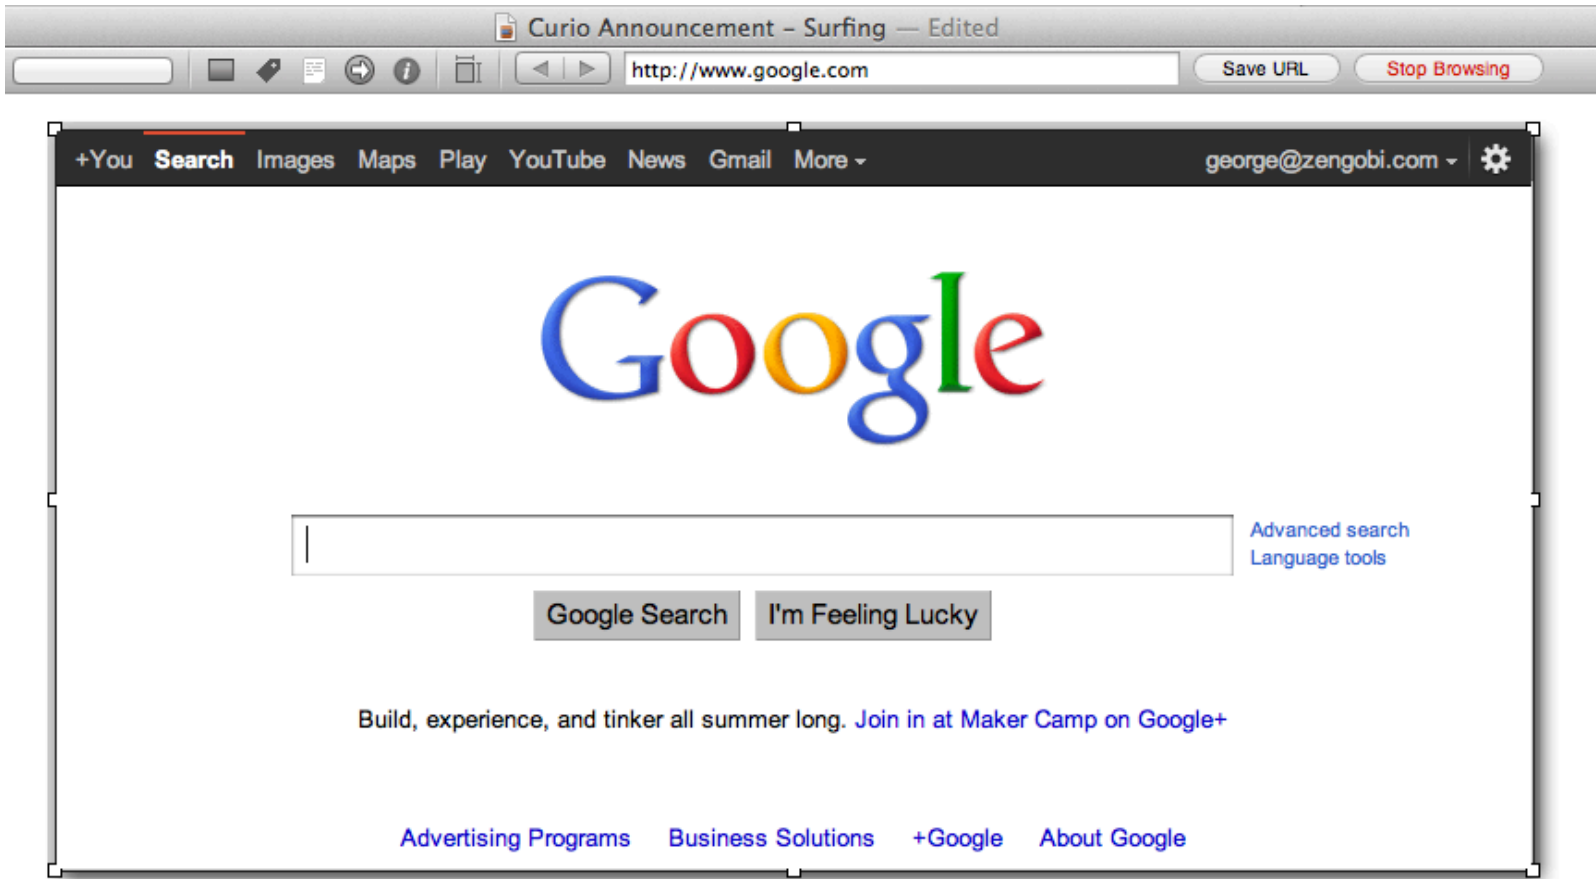 Curio Announcement – Surfing — Edited
http://www.google.com Save URL Stop Browsing
+You Search Images Maps Play YouTube News Gmail More george@zengobi.com
Google
Advanced search
Language tools
Google Search I'm Feeling Lucky
Build, experience, and tinker all summer long. Join in at Maker Camp on Google+
Advertising Programs Business Solutions +Google About Google